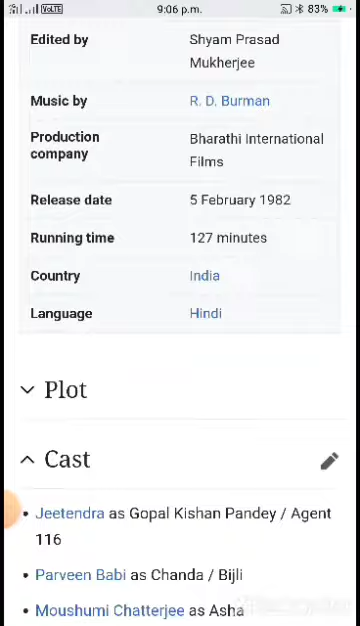 VoLTE
9:06 p.m.
83%
Edited by Shyam Prasad
Mukherjee
Music by R. D. Burman
Production Bharathi International
company Films
Release date 5 February 1982
Running time 127 minutes
Country India
Language Hindi
Plot
Cast
• Jeetendra as Gopal Kishan Pandey / Agent
116
• Parveen Babi as Chanda / Bijli
• Moushumi Chatterjee as Asha